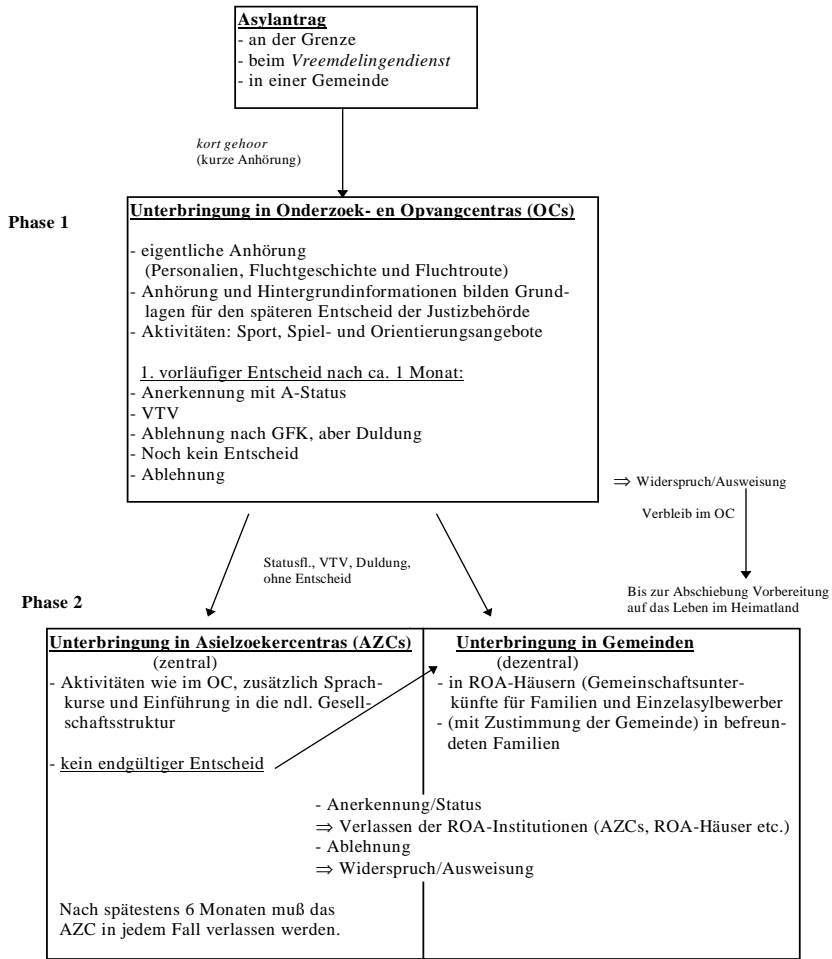 Asylantrag
- an der Grenze
- beim Vreemdelingendienst
- in einer Gemeinde
kort gehoor
(kurze Anhörung)
Phase 1
Unterbringung in Onderzoek- en Opvangcentras (OCs)
- eigentliche Anhörung
(Personalien, Fluchtgeschichte und Fluchtroute)
- Anhörung und Hintergrundinformationen bilden Grund-
lagen für den späteren Entscheid der Justizbehörde
- Aktivitäten: Sport, Spiel- und Orientierungsangebote
1. vorläufiger Entscheid nach ca. 1 Monat:
- Anerkennung mit A-Status
- VTV
- Ablehnung nach GFK, aber Duldung
- Noch kein Entscheid
- Ablehnung
⇒ Widerspruch/Ausweisung
Verbleib im OC
Statusfl., VTV, Duldung,
ohne Entscheid
Bis zur Abschiebung Vorbereitung
auf das Leben im Heimatland
Phase 2
Unterbringung in Asielzoekercentras (AZCs)
(zentral)
- Aktivitäten wie im OC, zusätzlich Sprach-
kurse und Einführung in die ndl. Gesell-
schaftsstruktur
- kein endgültiger Entscheid
Unterbringung in Gemeinden
(dezentral)
- in ROA-Häusern (Gemeinschaftsunter-
künfte für Familien und Einzelasylbewerber
- (mit Zustimmung der Gemeinde) in befreun-
deten Familien
- Anerkennung/Status
⇒ Verlassen der ROA-Institutionen (AZCs, ROA-Häuser etc.)
- Ablehnung
⇒ Widerspruch/Ausweisung
Nach spätestens 6 Monaten muß das
AZC in jedem Fall verlassen werden.